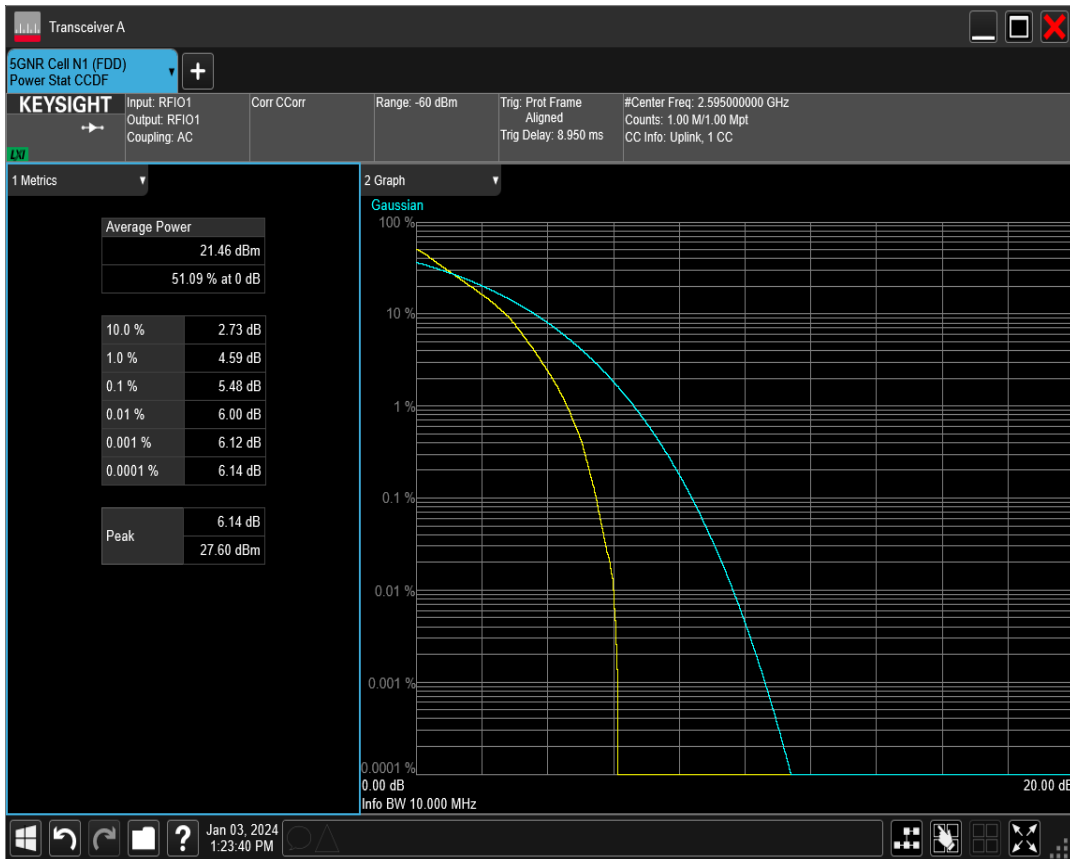 Transceiver A
5GNR Cell N1 (FDD)
Power Stat CCDF
+
KEYSIGHT
LXI
Input: RFIO1
Output: RFIO1
Coupling: AC
Corr CCorr
Range: -60 dBm
Trig: Prot Frame
Aligned
Trig Delay: 8.950 ms
#Center Freq: 2.595000000 GHz
Counts: 1.00 M/1.00 Mpt
CC Info: Uplink, 1 CC
1 Metrics
Average Power
21.46 dBm
51.09 % at 0 dB
10.0 % 2.73 dB
1.0 % 4.59 dB
0.1 % 5.48 dB
0.01 % 6.00 dB
0.001 % 6.12 dB
0.0001 % 6.14 dB
Peak
6.14 dB
27.60 dBm
2 Graph
Gaussian
100 %
10 %
1 %
0.1 %
0.01 %
0.001 %
0.0001 %
0.00 dB
20.00 dB
Info BW 10.000 MHz
?
Jan 03, 2024
1:23:40 PM